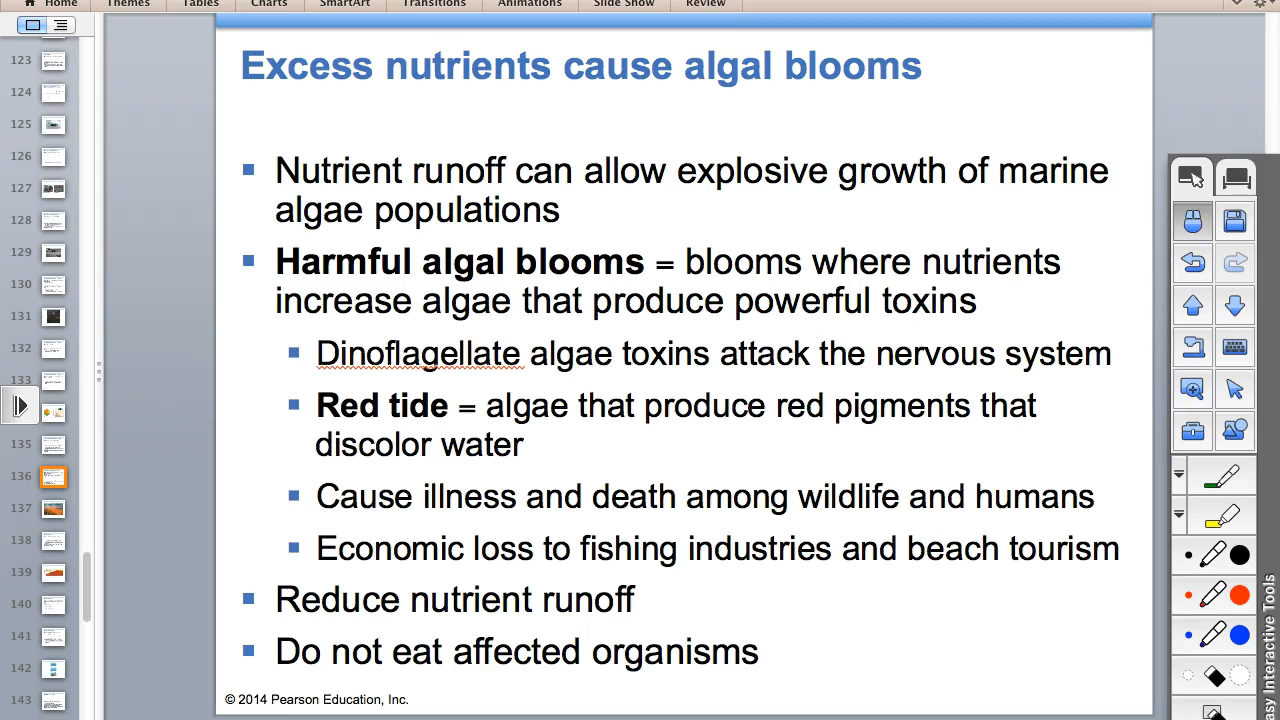 Home Themes Tables Charts SmartArt Transitions Animations Slide Show Review
123
124
125
126
127
128
129
130
131
132
133
135
136
137
138
139
140
141
142
143
Excess nutrients cause algal blooms
Nutrient runoff can allow explosive growth of marine
algae populations
Harmful algal blooms = blooms where nutrients
increase algae that produce powerful toxins
Dinoflagellate algae toxins attack the nervous system
Red tide = algae that produce red pigments that
discolor water
Cause illness and death among wildlife and humans
Economic loss to fishing industries and beach tourism
Reduce nutrient runoff
Do not eat affected organisms
© 2014 Pearson Education, Inc.
Interactive Tools